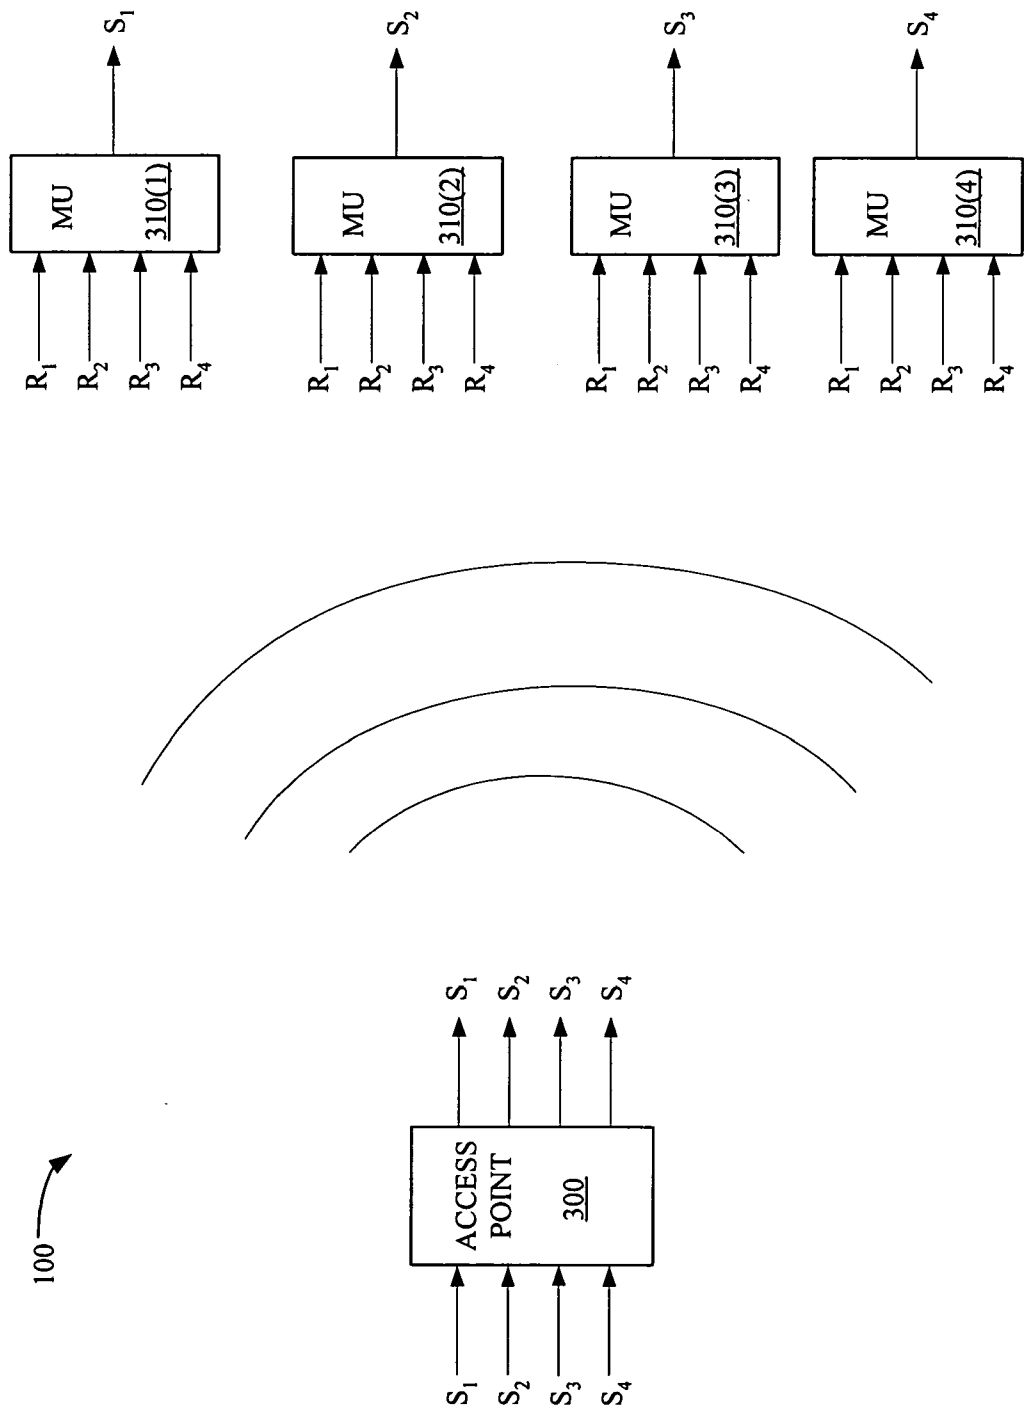 100
S₁
S₂
S₃
S₄
ACCESS
POINT
300
S₁
S₂
S₃
S₄
R₁
R₂
R₃
R₄
MU
310(1)
S₁
R₁
R₂
R₃
R₄
MU
310(2)
S₂
R₁
R₂
R₃
R₄
MU
310(3)
S₃
R₁
R₂
R₃
R₄
MU
310(4)
S₄